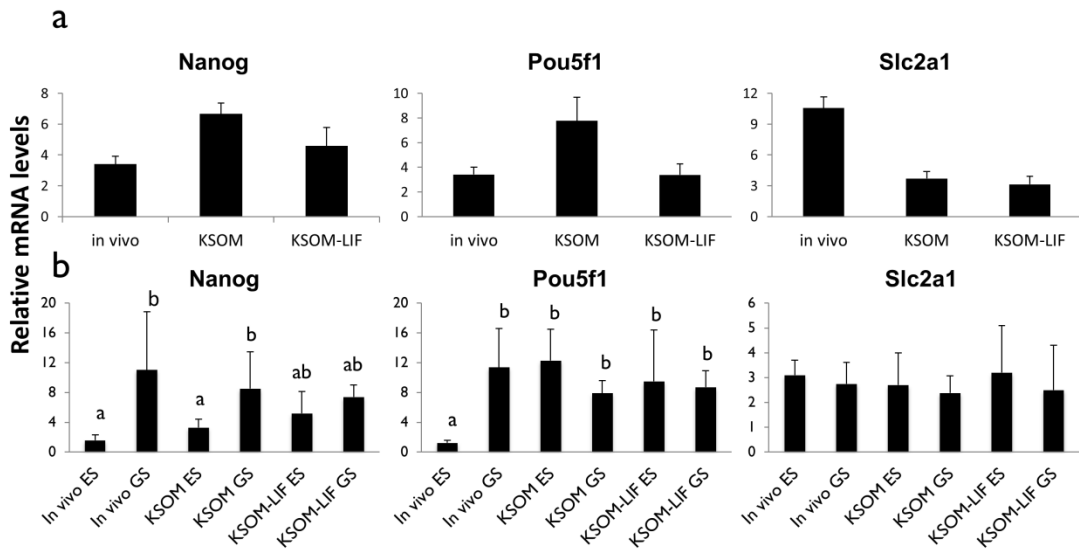 a
Relative mRNA levels
Nanog
8
6
4
2
0
in vivo KSOM KSOM-LIF
Pou5f1
10
8
6
4
2
0
in vivo KSOM KSOM-LIF
Slc2a1
12
9
6
3
0
in vivo KSOM KSOM-LIF
b
Nanog
20
16
12
8
4
0
a b a b ab ab
In vivo ES In vivo GS KSOM ES KSOM GS KSOM-LIF ES KSOM-LIF GS
Pou5f1
20
16
12
8
4
0
a b b b b b
In vivo ES In vivo GS KSOM ES KSOM GS KSOM-LIF ES KSOM-LIF GS
Slc2a1
6
5
4
3
2
1
0
In vivo ES In vivo GS KSOM ES KSOM GS KSOM-LIF ES KSOM-LIF GS